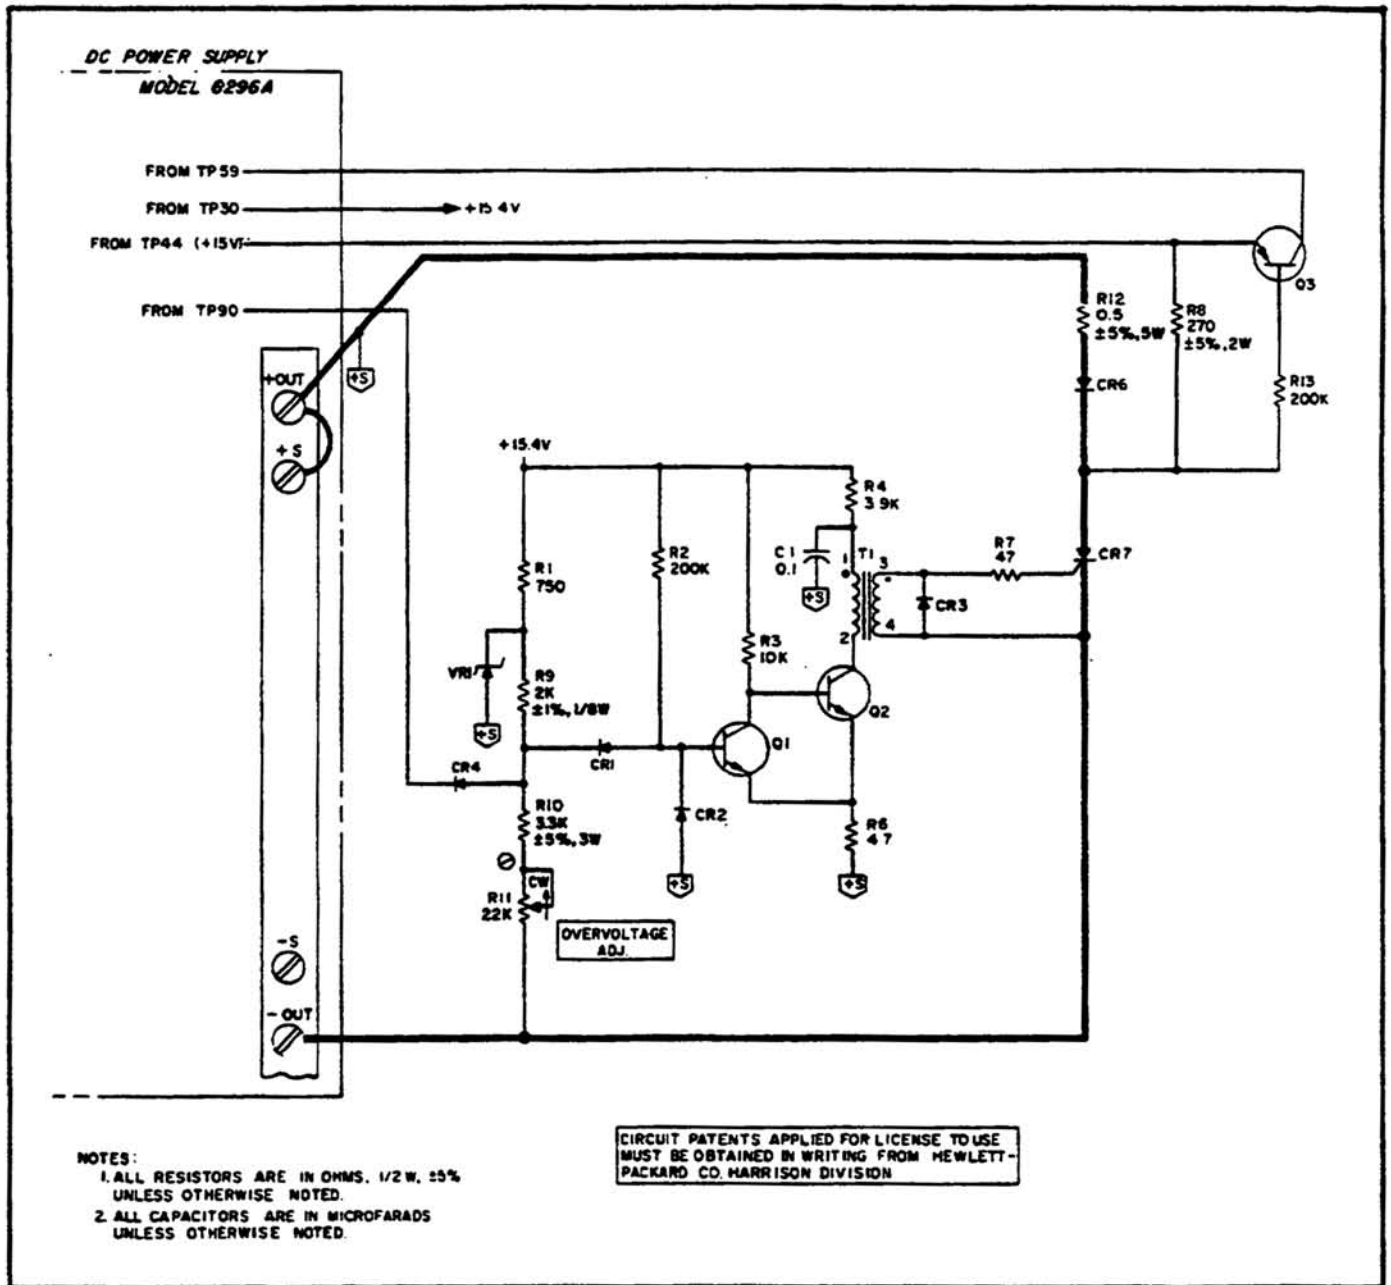 DC POWER SUPPLY
MODEL 6296A
FROM TP59
FROM TP30
+15.4V
FROM TP44 (+15V)
FROM TP90
+S
+OUT
+S
-S
-OUT
Q3
R12
0.5
±5%,5W
R8
270
±5%,2W
CR6
R13
200K
+15.4V
R4
3.9K
R1
750
R2
200K
C1
0.1
+S
1
T1
3
2
4
R7
47
CR7
CR3
R3
10K
VR1
R9
2K
±1%,1/8W
+S
Q2
Q1
CR1
CR4
CR2
+S
R10
3.3K
±5%,3W
R6
47
+S
CW
R11
22K
OVERVOLTAGE
ADJ.
CIRCUIT PATENTS APPLIED FOR LICENSE TO USE
MUST BE OBTAINED IN WRITING FROM HEWLETT-
PACKARD CO. HARRISON DIVISION
NOTES:
1. ALL RESISTORS ARE IN OHMS, 1/2 W, ±5%
UNLESS OTHERWISE NOTED.
2. ALL CAPACITORS ARE IN MICROFARADS
UNLESS OTHERWISE NOTED.